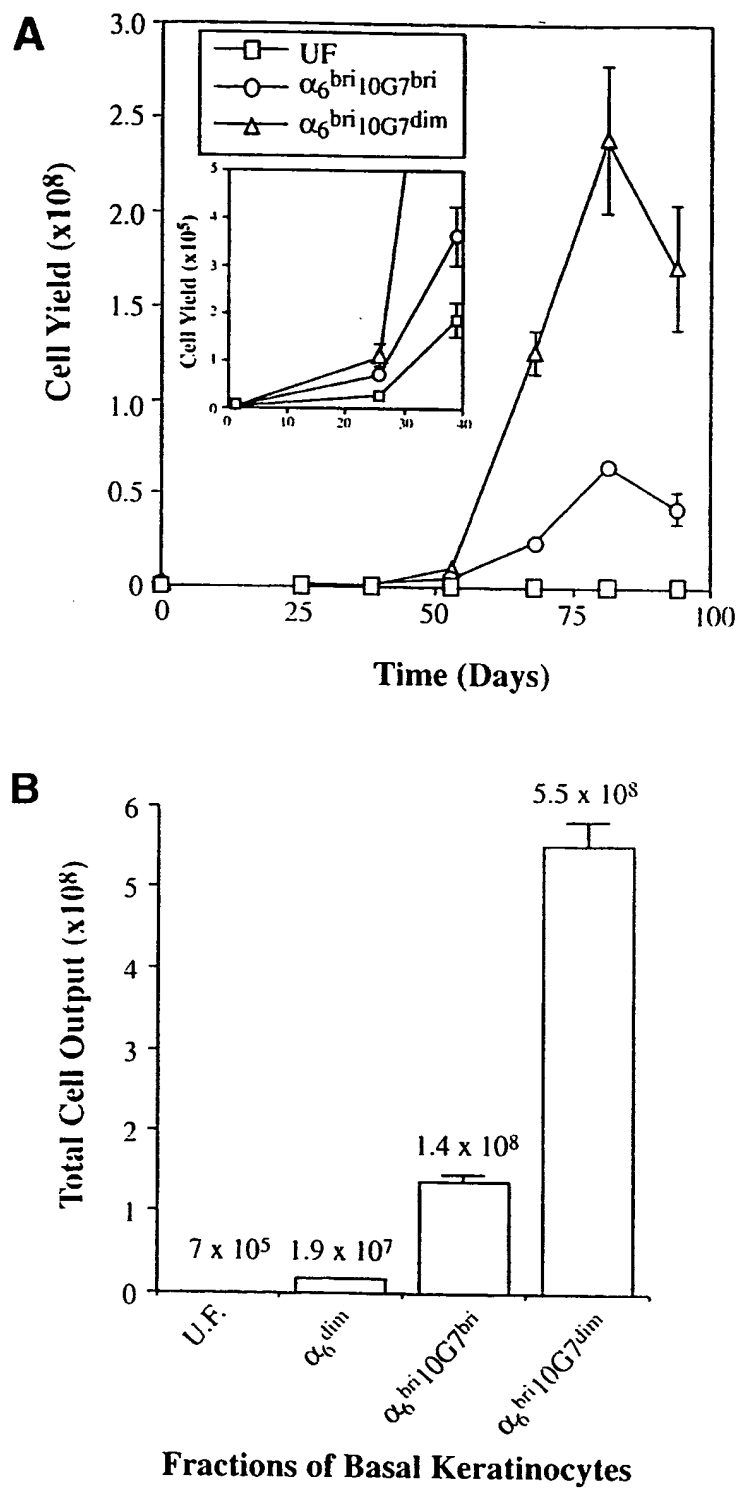 A
3.0
2.5
2.0
1.5
1.0
0.5
0
Cell Yield (x10⁸)
UF
α₆ᵇʳⁱ10G7ᵇʳⁱ
α₆ᵇʳⁱ10G7ᵈⁱᵐ
5
4
3
2
1
0
Cell Yield (x10⁵)
0 10 20 30 40
0 25 50 75 100
Time (Days)
B
6
5
4
3
2
1
0
Total Cell Output (x10⁸)
5.5 x 10⁸
1.4 x 10⁸
7 x 10⁵ 1.9 x 10⁷
U.F.
α₆ᵈⁱᵐ
α₆ᵇʳⁱ10G7ᵇʳⁱ
α₆ᵇʳⁱ10G7ᵈⁱᵐ
Fractions of Basal Keratinocytes